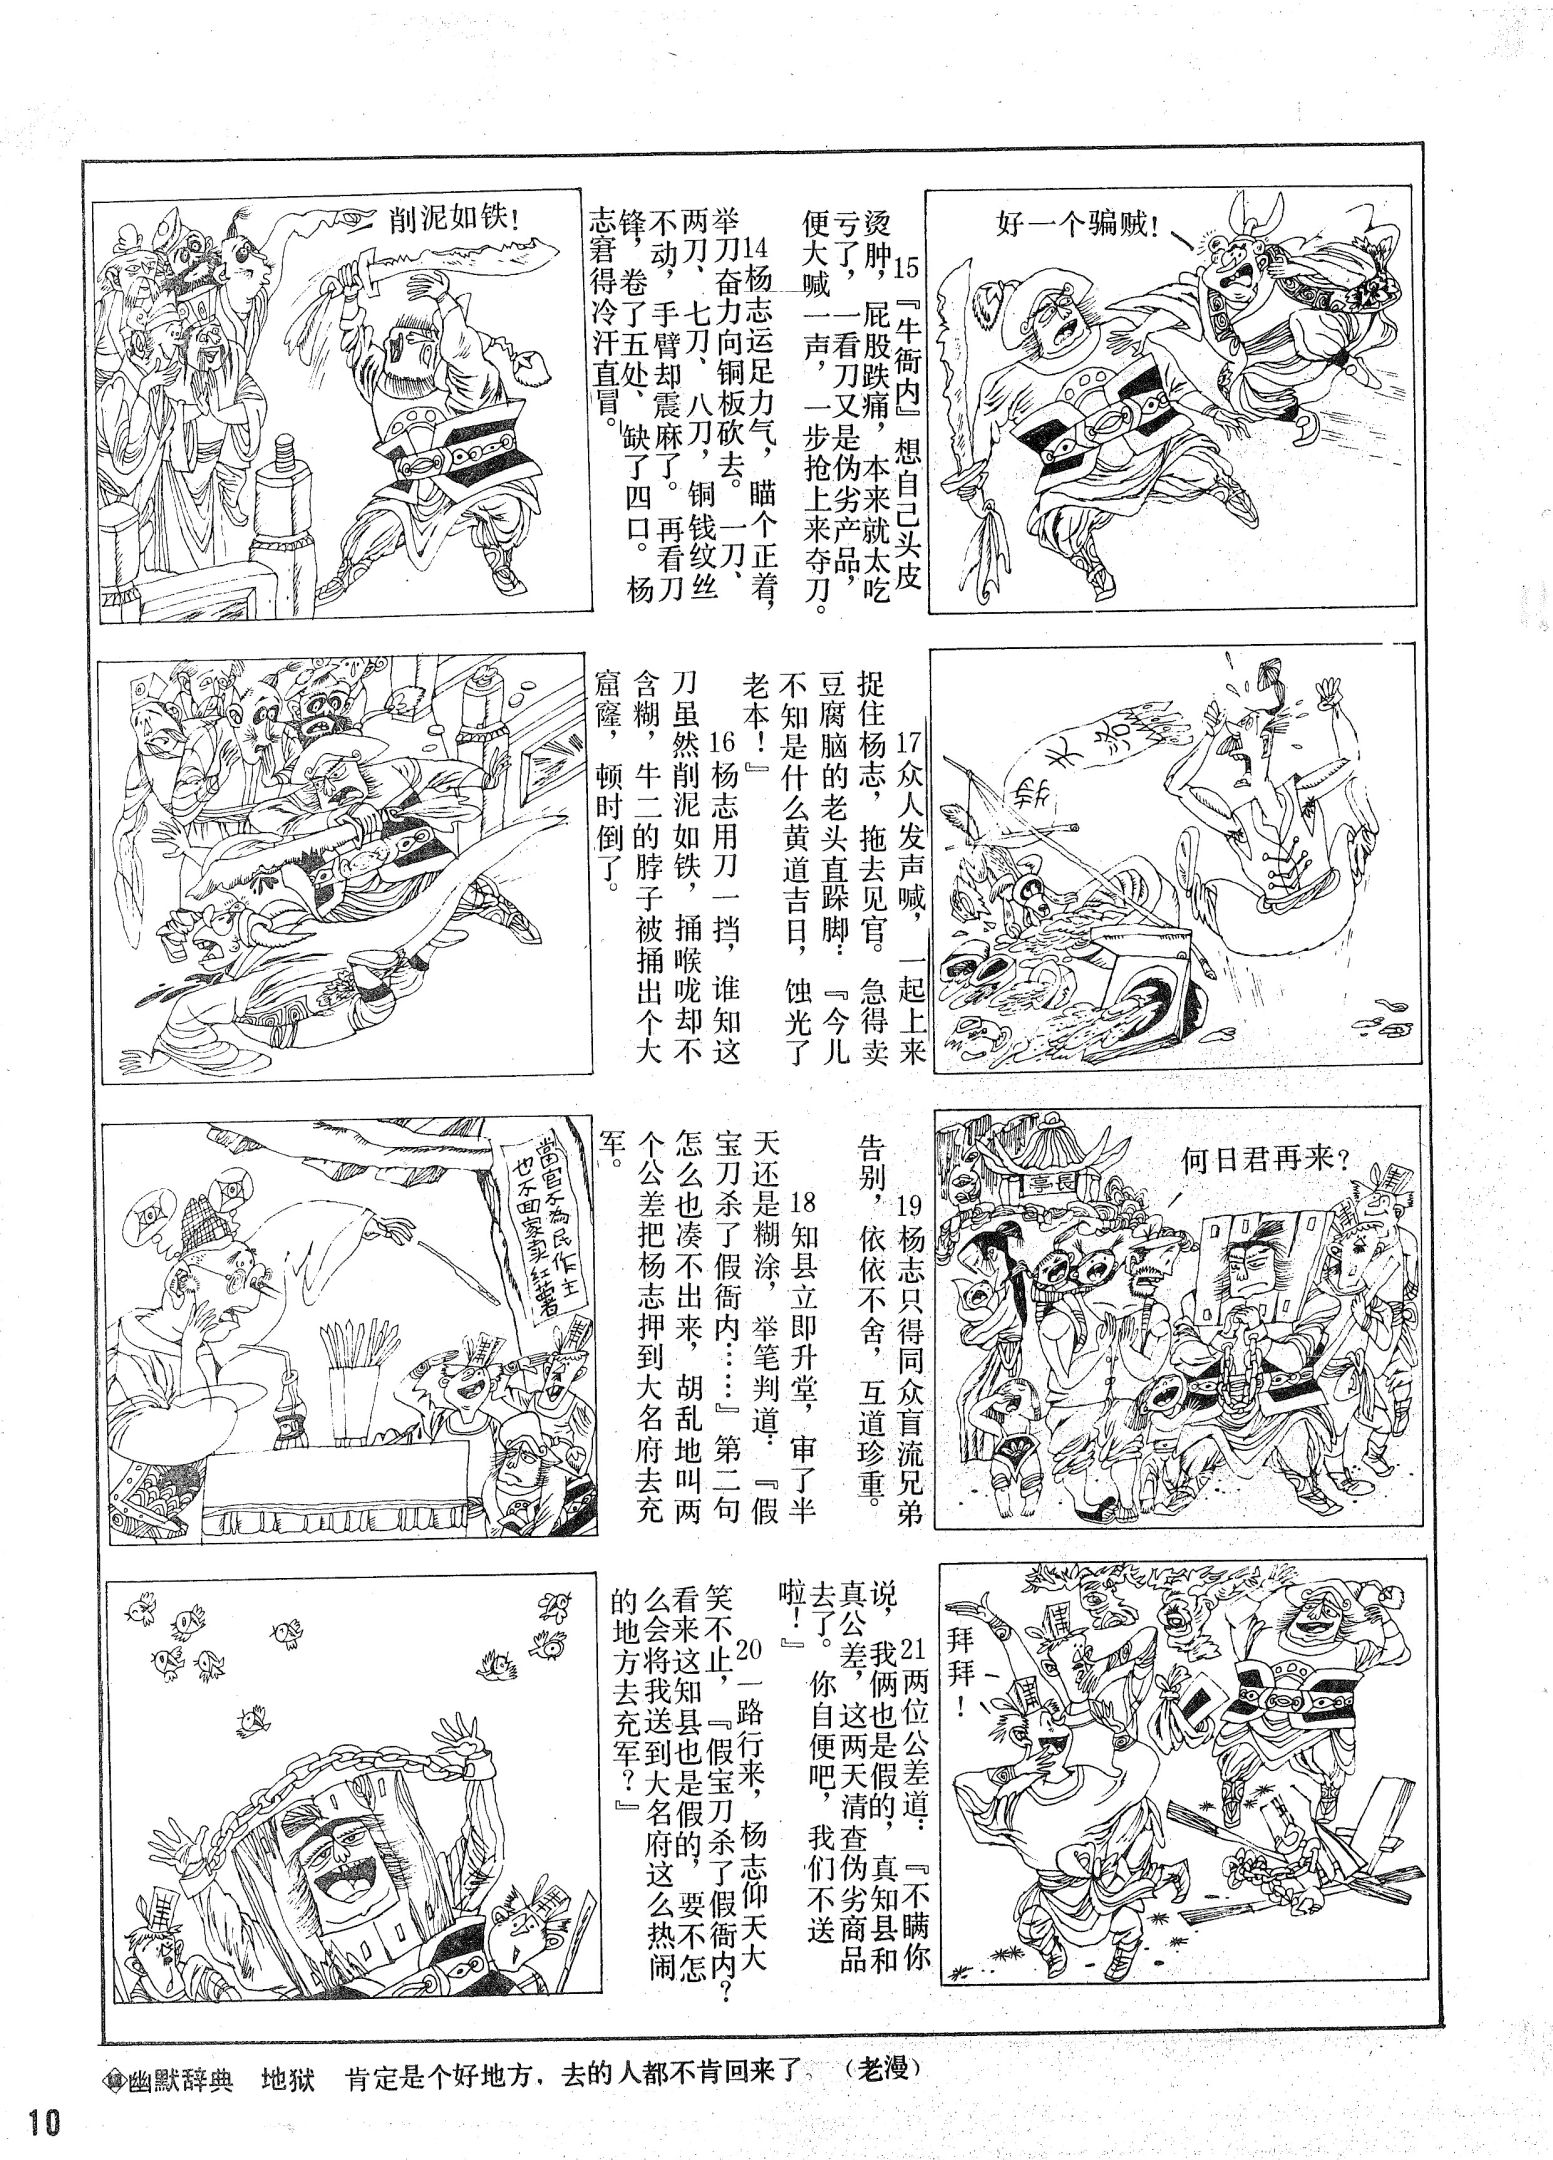 削泥如铁!
14杨志运足力气，瞄个正着，
举刀奋力向铜板砍去。一刀、
两刀、七刀、八刀，铜钱纹丝
不动，手臂却震麻了。再看刀
锋，卷了五处、缺了四口。杨
志窘得冷汗直冒。
好一个骗贼!
15『牛衙内』想自己头皮
烫肿，屁股跌痛，本来就太吃
亏了，一看刀又是伪劣产品，
便大喊一声，一步抢上来夺刀。
16杨志用刀一挡，谁知这
刀虽然削泥如铁，捅喉咙却不
含糊，牛二的脖子被捅出个大
窟窿，顿时倒了。
17众人发声喊，一起上来
捉住杨志，拖去见官。急得卖
豆腐脑的老头直跺脚：『今儿
不知是什么黄道吉日，蚀光了
老本！』
當官不為民作主
也不回家卖红薯
18知县立即升堂，审了半
天还是糊涂，举笔判道：『假
宝刀杀了假衙内……』第二句
怎么也凑不出来，胡乱地叫两
个公差把杨志押到大名府去充
军。
何日君再来?
長亭
19杨志只得同众盲流兄弟
告别，依依不舍，互道珍重。
20一路行来，杨志仰天大
笑不止，『假宝刀杀了假衙内？
看来这知县也是假的，要不怎
么会将我送到大名府这么热闹
的地方去充军？』
拜拜!
21两位公差道：『不瞒你
说，我俩也是假的，真知县和
真公差，这两天清查伪劣商品
去了。你自便吧，我们不送
啦！』
幽默辞典 地狱 肯定是个好地方，去的人都不肯回来了。（老漫）
10